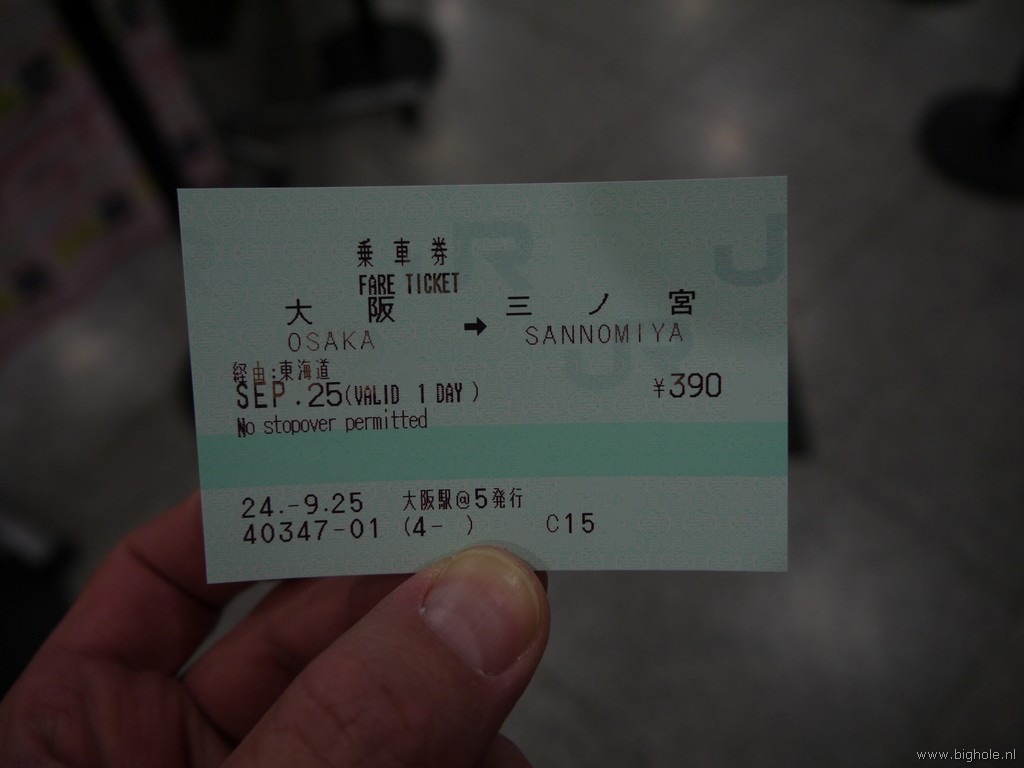 乗車券
FARE TICKET
大阪 ➡ 三ノ宮
OSAKA SANNOMIYA
経由:東海道
SEP.25(VALID 1 DAY) ¥390
No stopover permitted
24.-9.25 大阪駅@5発行
40347-01 (4- ) C15
www.bighole.nl